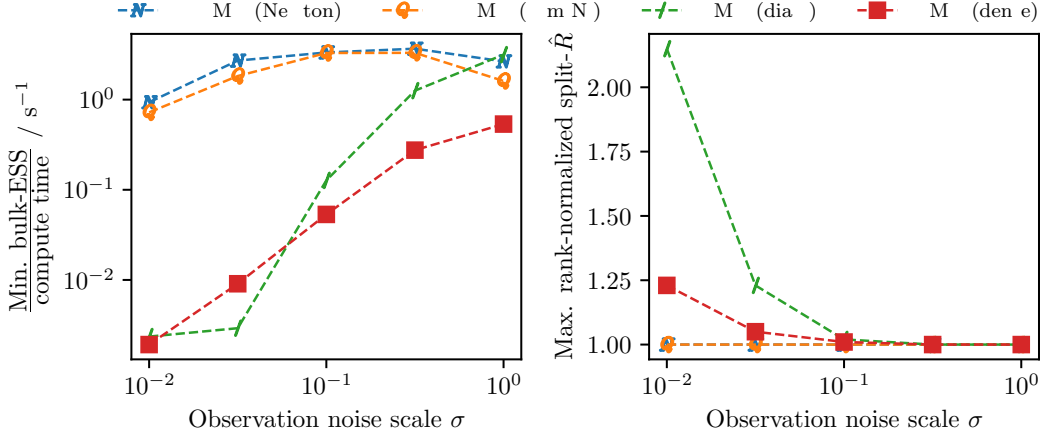 M (Ne ton) M ( m N ) M (dia ) M (den e)
Min. bulk-ESS
compute time / s⁻¹
10⁰
10⁻¹
10⁻²
10⁻² 10⁻¹ 10⁰
Observation noise scale σ
Max. rank-normalized split-R̂
2.00
1.75
1.50
1.25
1.00
10⁻² 10⁻¹ 10⁰
Observation noise scale σ